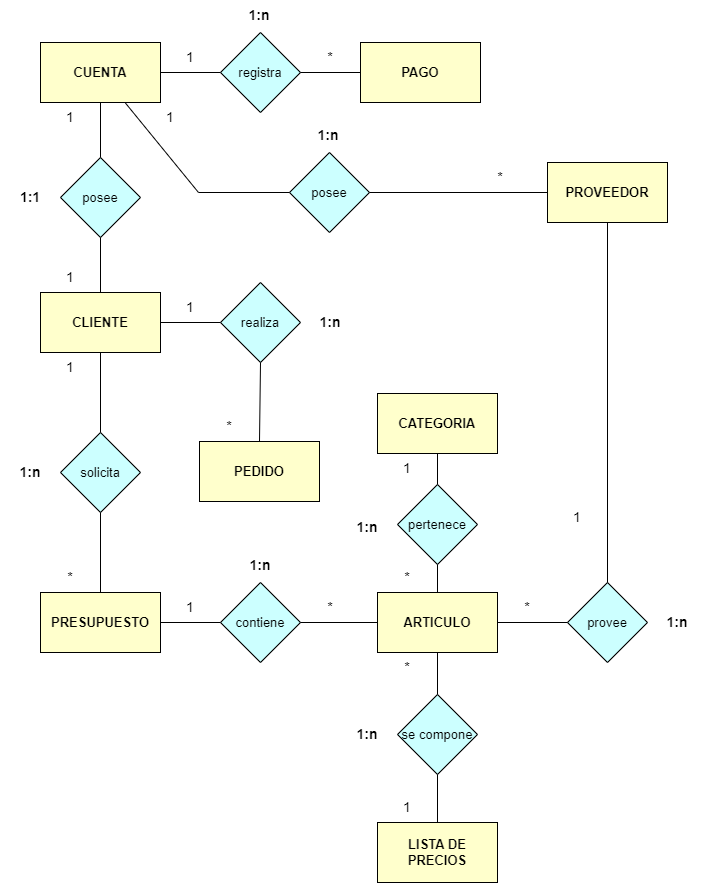 1:n
CUENTA
1
registra
*
PAGO
1
1
1:n
1:1
posee
posee
*
PROVEEDOR
1
CLIENTE
1
realiza
1:n
1
*
CATEGORIA
1:n
solicita
PEDIDO
1
1:n
pertenece
1
*
1:n
*
PRESUPUESTO
1
contiene
*
ARTICULO
*
provee
1:n
*
1:n
se compone
1
LISTA DE
PRECIOS